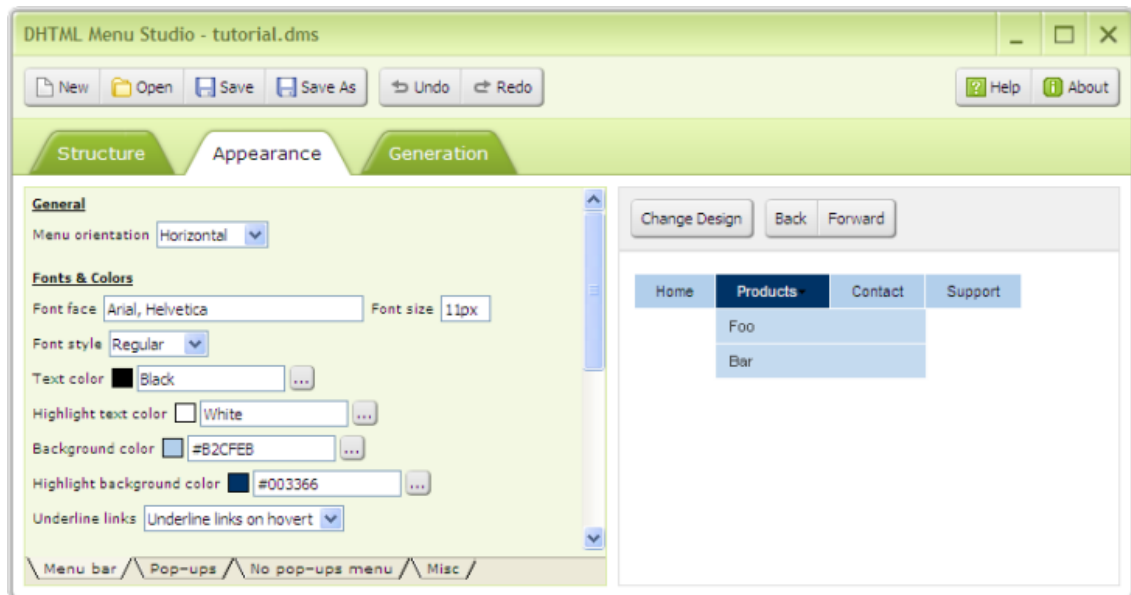 DHTML Menu Studio - tutorial.dms
New Open Save Save As Undo Redo Help About
Structure Appearance Generation
General
Menu orientation Horizontal
Fonts & Colors
Font face Arial, Helvetica Font size 11px
Font style Regular
Text color Black ...
Highlight text color White ...
Background color #B2CFEB ...
Highlight background color #003366 ...
Underline links Underline links on hovert
Menu bar Pop-ups No pop-ups menu Misc
Change Design Back Forward
Home Products Contact Support
Foo
Bar